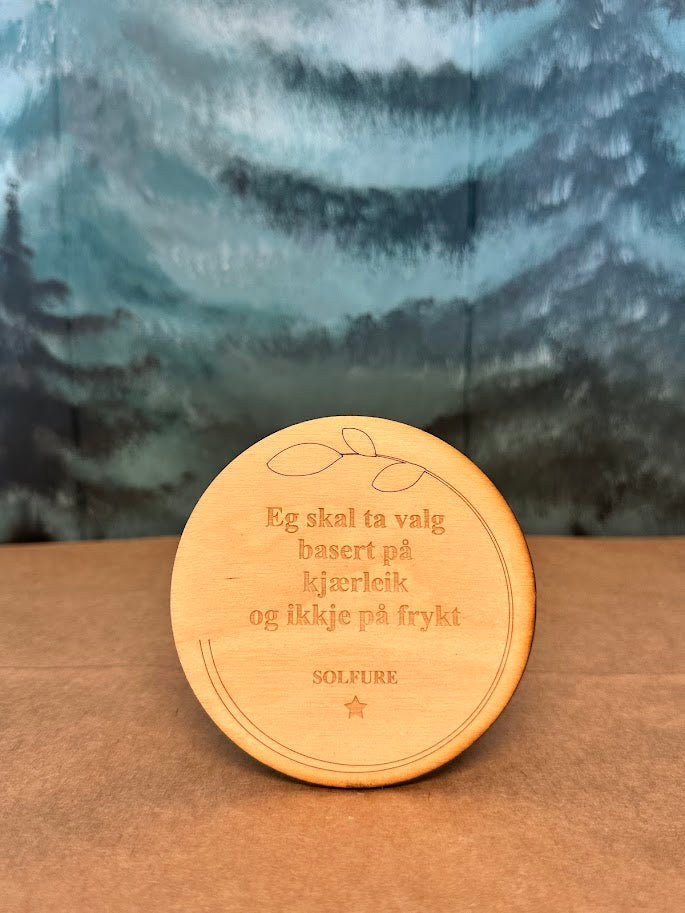 Eg skal ta valg
basert på
kjærleik
og ikkje på frykt
SOLFURE